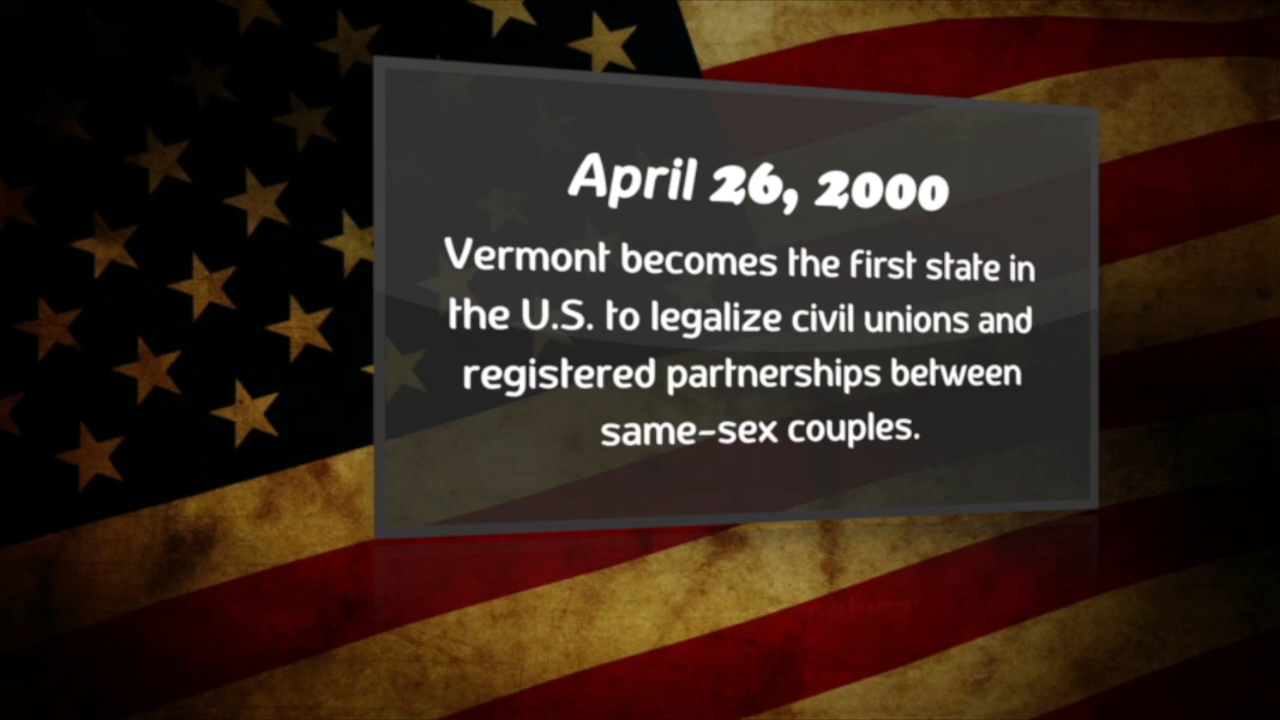 April 26, 2000
Vermont becomes the first state in
the U.S. to legalize civil unions and
registered partnerships between
same-sex couples.